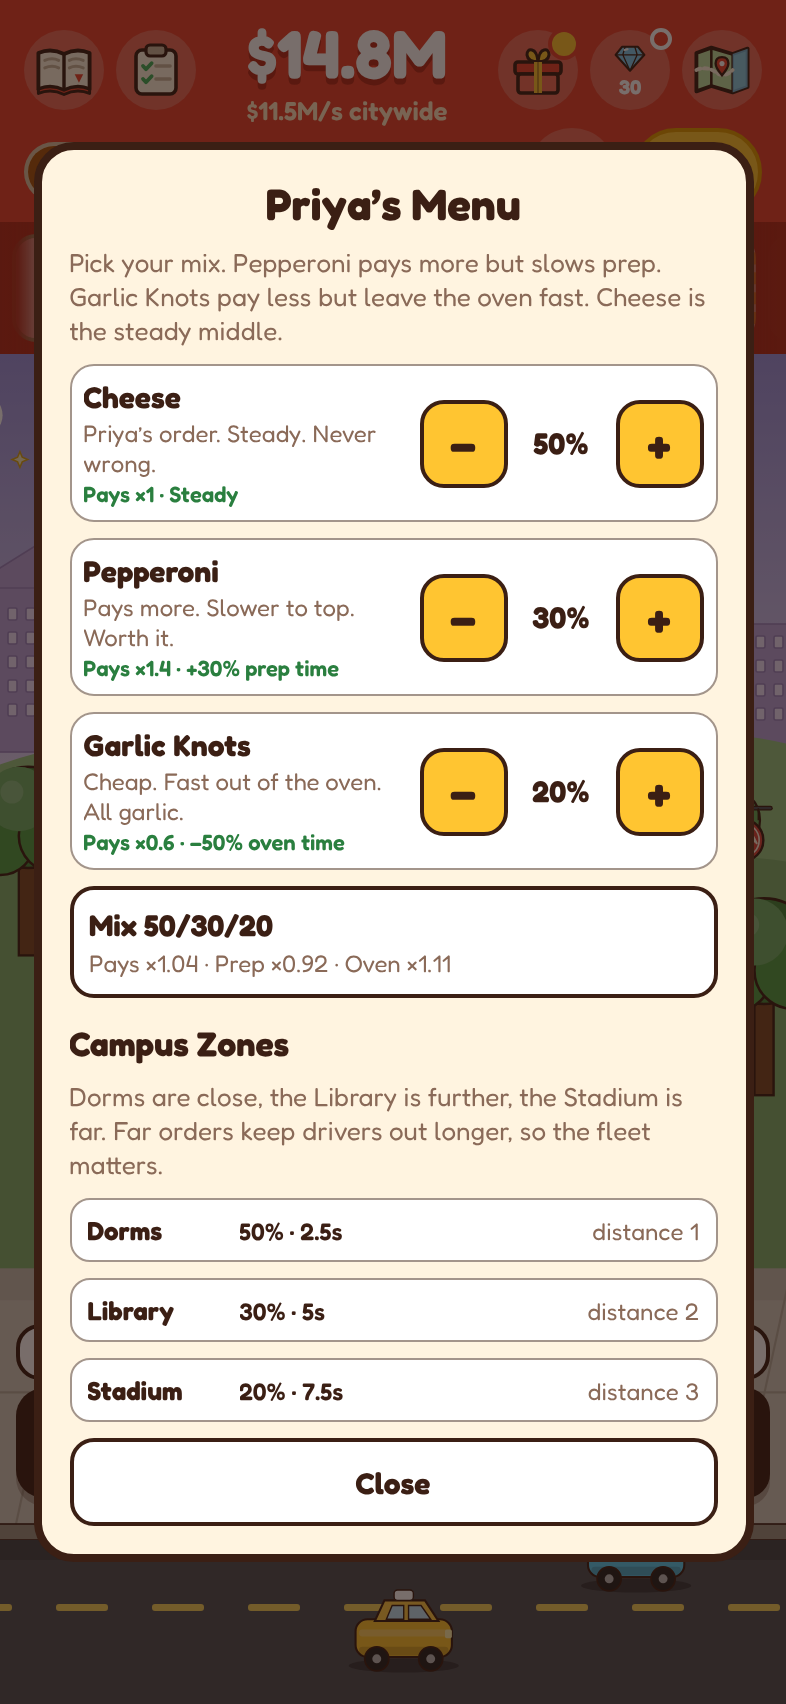 $14.8M
$11.5M/s citywide
30
Priya's Menu
Pick your mix. Pepperoni pays more but slows prep.
Garlic Knots pay less but leave the oven fast. Cheese is
the steady middle.
Cheese
Priya's order. Steady. Never
wrong.
Pays ×1 · Steady
− 50% +
Pepperoni
Pays more. Slower to top.
Worth it.
Pays ×1.4 · +30% prep time
− 30% +
Garlic Knots
Cheap. Fast out of the oven.
All garlic.
Pays ×0.6 · −50% oven time
− 20% +
Mix 50/30/20
Pays ×1.04 · Prep ×0.92 · Oven ×1.11
Campus Zones
Dorms are close, the Library is further, the Stadium is
far. Far orders keep drivers out longer, so the fleet
matters.
Dorms 50% · 2.5s distance 1
Library 30% · 5s distance 2
Stadium 20% · 7.5s distance 3
Close